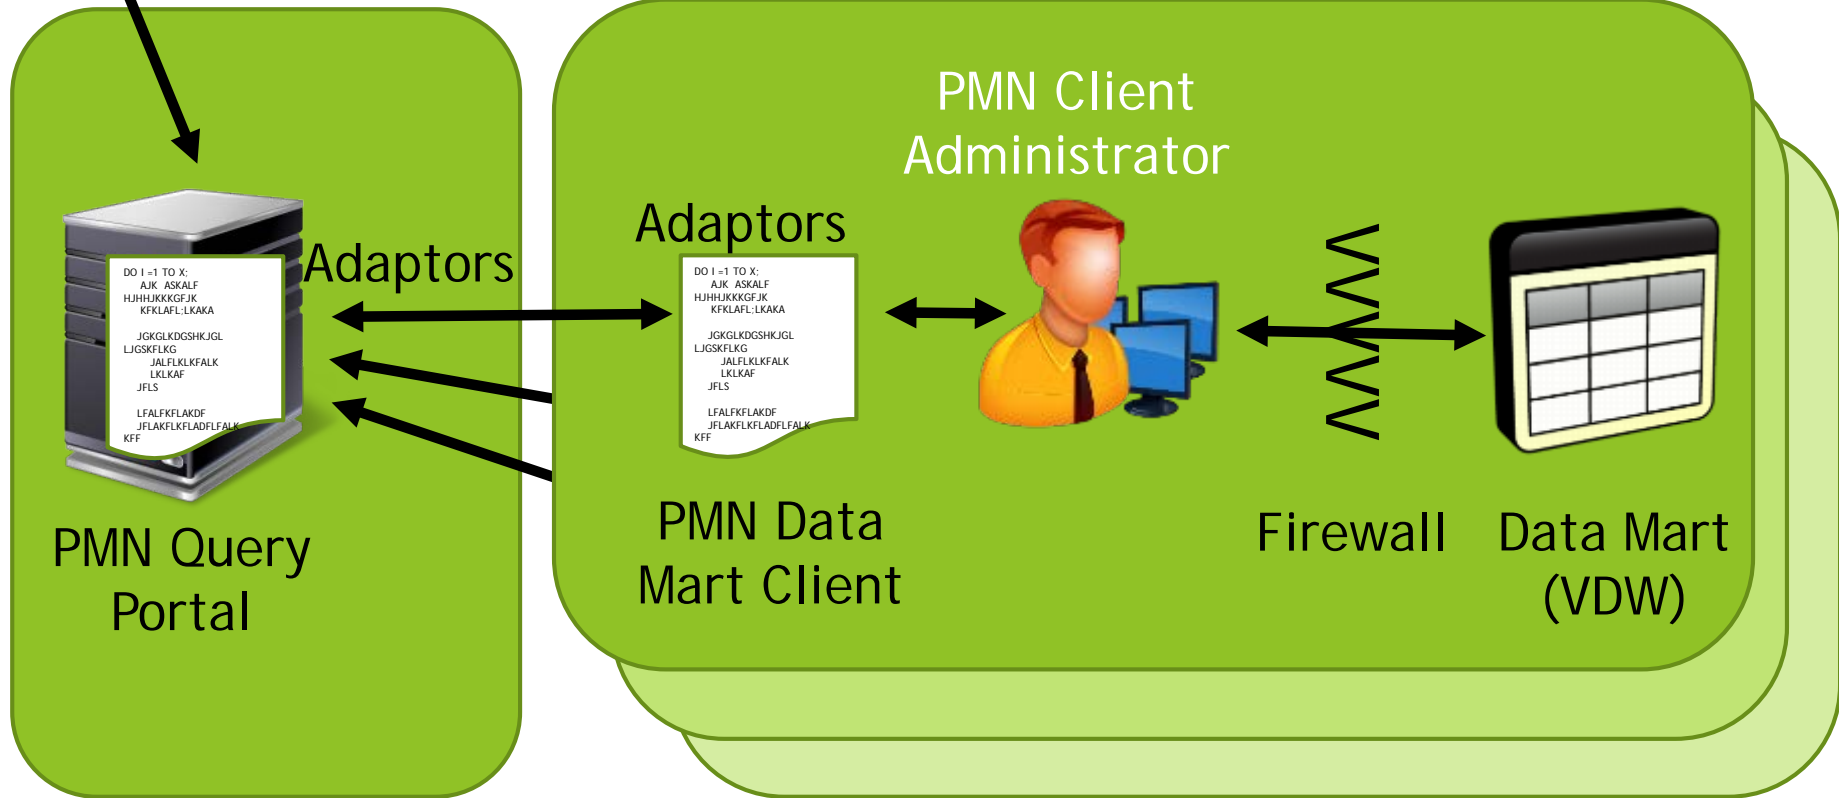 PMN Client
Administrator
Adaptors
Adaptors
DO I =1 TO X;
AJK ASKALF
HJHHJKKKGFJK
KFKLAFL;LKAKA
JGKGLKDGSHKJGL
LJGSKFLKG
JALFLKLKFALK
LKLKAF
JFLS
LFALFKFLAKDF
JFLAKFLKFLADFLFALK
KFF
DO I =1 TO X;
AJK ASKALF
HJHHJKKKGFJK
KFKLAFL;LKAKA
JGKGLKDGSHKJGL
LJGSKFLKG
JALFLKLKFALK
LKLKAF
JFLS
LFALFKFLAKDF
JFLAKFLKFLADFLFALK
KFF
PMN Query
Portal
PMN Data
Mart Client
Firewall
Data Mart
(VDW)